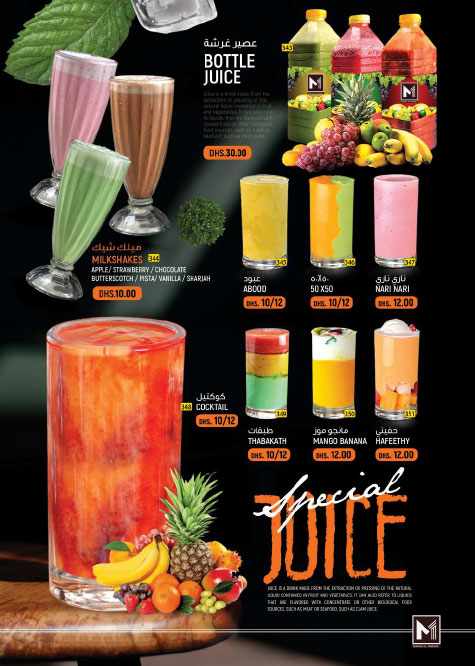 عصير غرشة
BOTTLE
JUICE
343
DHS.30.00
ميلك شيك
MILKSHAKES 344
APPLE/ STRAWBERRY / CHOCOLATE
BUTTERSCOTCH / PISTA/ VANILLA / SHARJAH
DHS.10.00
345
عبود
ABOOD
DHS. 10/12
346
٥٠x٥٠
50 X50
DHS. 10/12
347
ناري ناري
NARI NARI
DHS. 12.00
كوكتيل
348 COCKTAIL
DHS. 10/12
349
طبقات
THABAKATH
DHS. 10/12
350
مانجو موز
MANGO BANANA
DHS. 12.00
351
حفيتي
HAFEETHY
DHS. 12.00
Special
JUICE
JUICE IS A DRINK MADE FROM THE EXTRACTION OR PRESSING OF THE NATURAL
LIQUID CONTAINED IN FRUIT AND VEGETABLES. IT CAN ALSO REFER TO LIQUIDS
THAT ARE FLAVORED WITH CONCENTRATE OR OTHER BIOLOGICAL FOOD
SOURCES, SUCH AS MEAT OR SEAFOOD, SUCH AS CLAM JUICE.